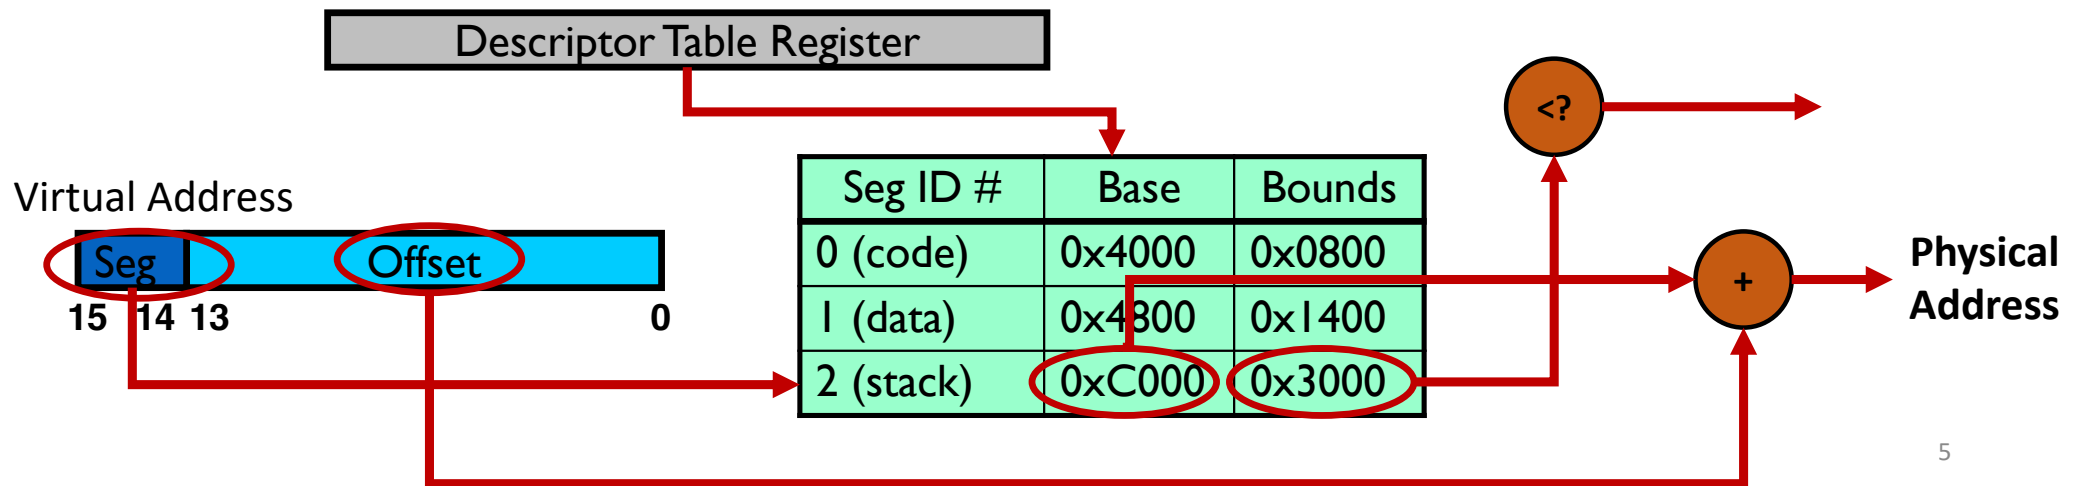 Descriptor Table Register
<?
Virtual Address
Seg Offset
15 14 13 0
Seg ID # Base Bounds
0 (code) 0x4000 0x0800
1 (data) 0x4800 0x1400
2 (stack) 0xC000 0x3000
+
Physical
Address
5